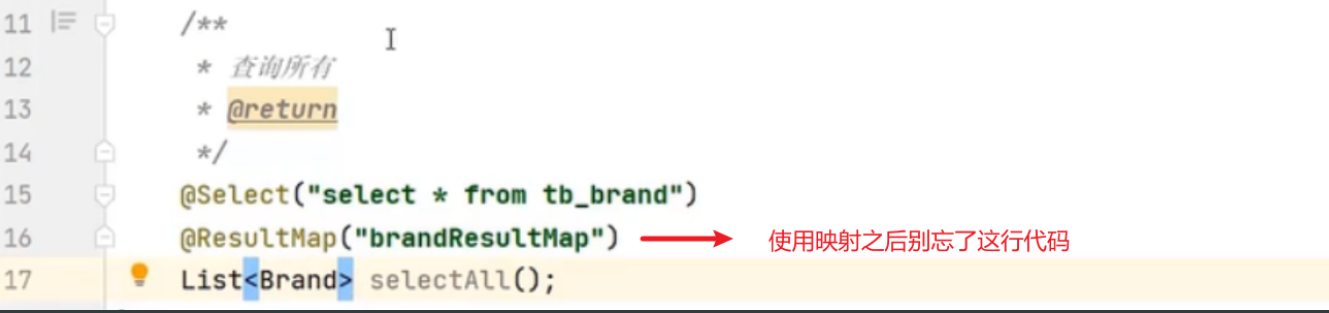 11 /**
12 * 查询所有
13 * @return
14 */
15 @Select("select * from tb_brand")
16 @ResultMap("brandResultMap") 使用映射之后别忘了这行代码
17 List<Brand> selectAll();